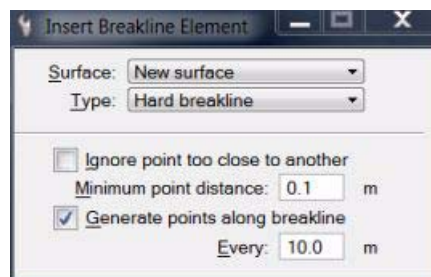 Insert Breakline Element
Surface: New surface
Type: Hard breakline
Ignore point too close to another
Minimum point distance: 0.1 m
Generate points along breakline
Every: 10.0 m